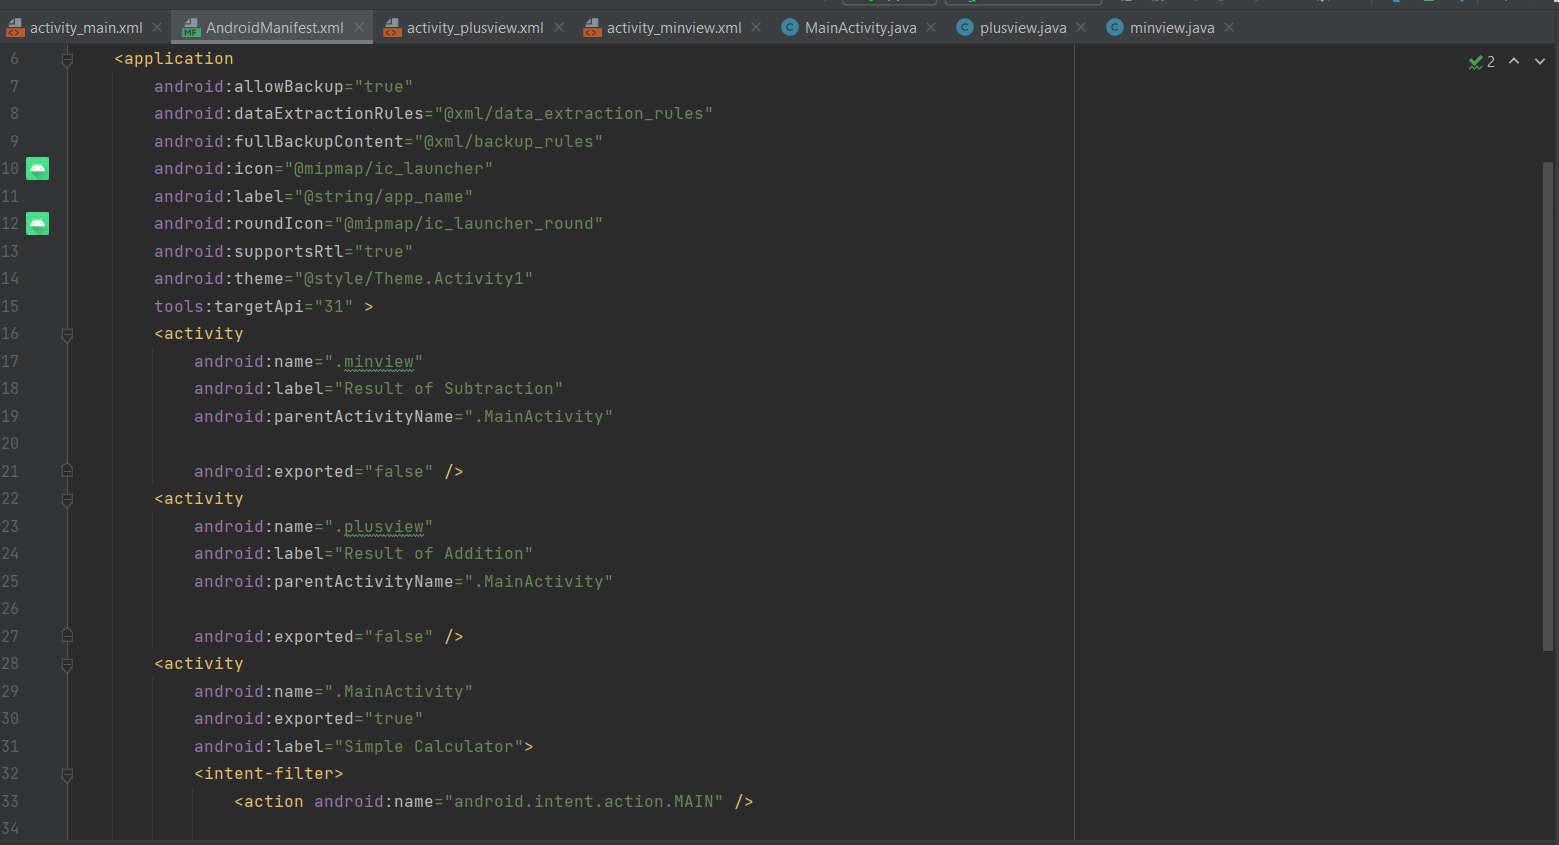 activity_main.xml AndroidManifest.xml activity_plusview.xml activity_minview.xml MainActivity.java plusview.java minview.java
6 <application 2
7 android:allowBackup="true"
8 android:dataExtractionRules="@xml/data_extraction_rules"
9 android:fullBackupContent="@xml/backup_rules"
10 android:icon="@mipmap/ic_launcher"
11 android:label="@string/app_name"
12 android:roundIcon="@mipmap/ic_launcher_round"
13 android:supportsRtl="true"
14 android:theme="@style/Theme.Activity1"
15 tools:targetApi="31" >
16 <activity
17 android:name=".minview"
18 android:label="Result of Subtraction"
19 android:parentActivityName=".MainActivity"
20
21 android:exported="false" />
22 <activity
23 android:name=".plusview"
24 android:label="Result of Addition"
25 android:parentActivityName=".MainActivity"
26
27 android:exported="false" />
28 <activity
29 android:name=".MainActivity"
30 android:exported="true"
31 android:label="Simple Calculator">
32 <intent-filter>
33 <action android:name="android.intent.action.MAIN" />
34